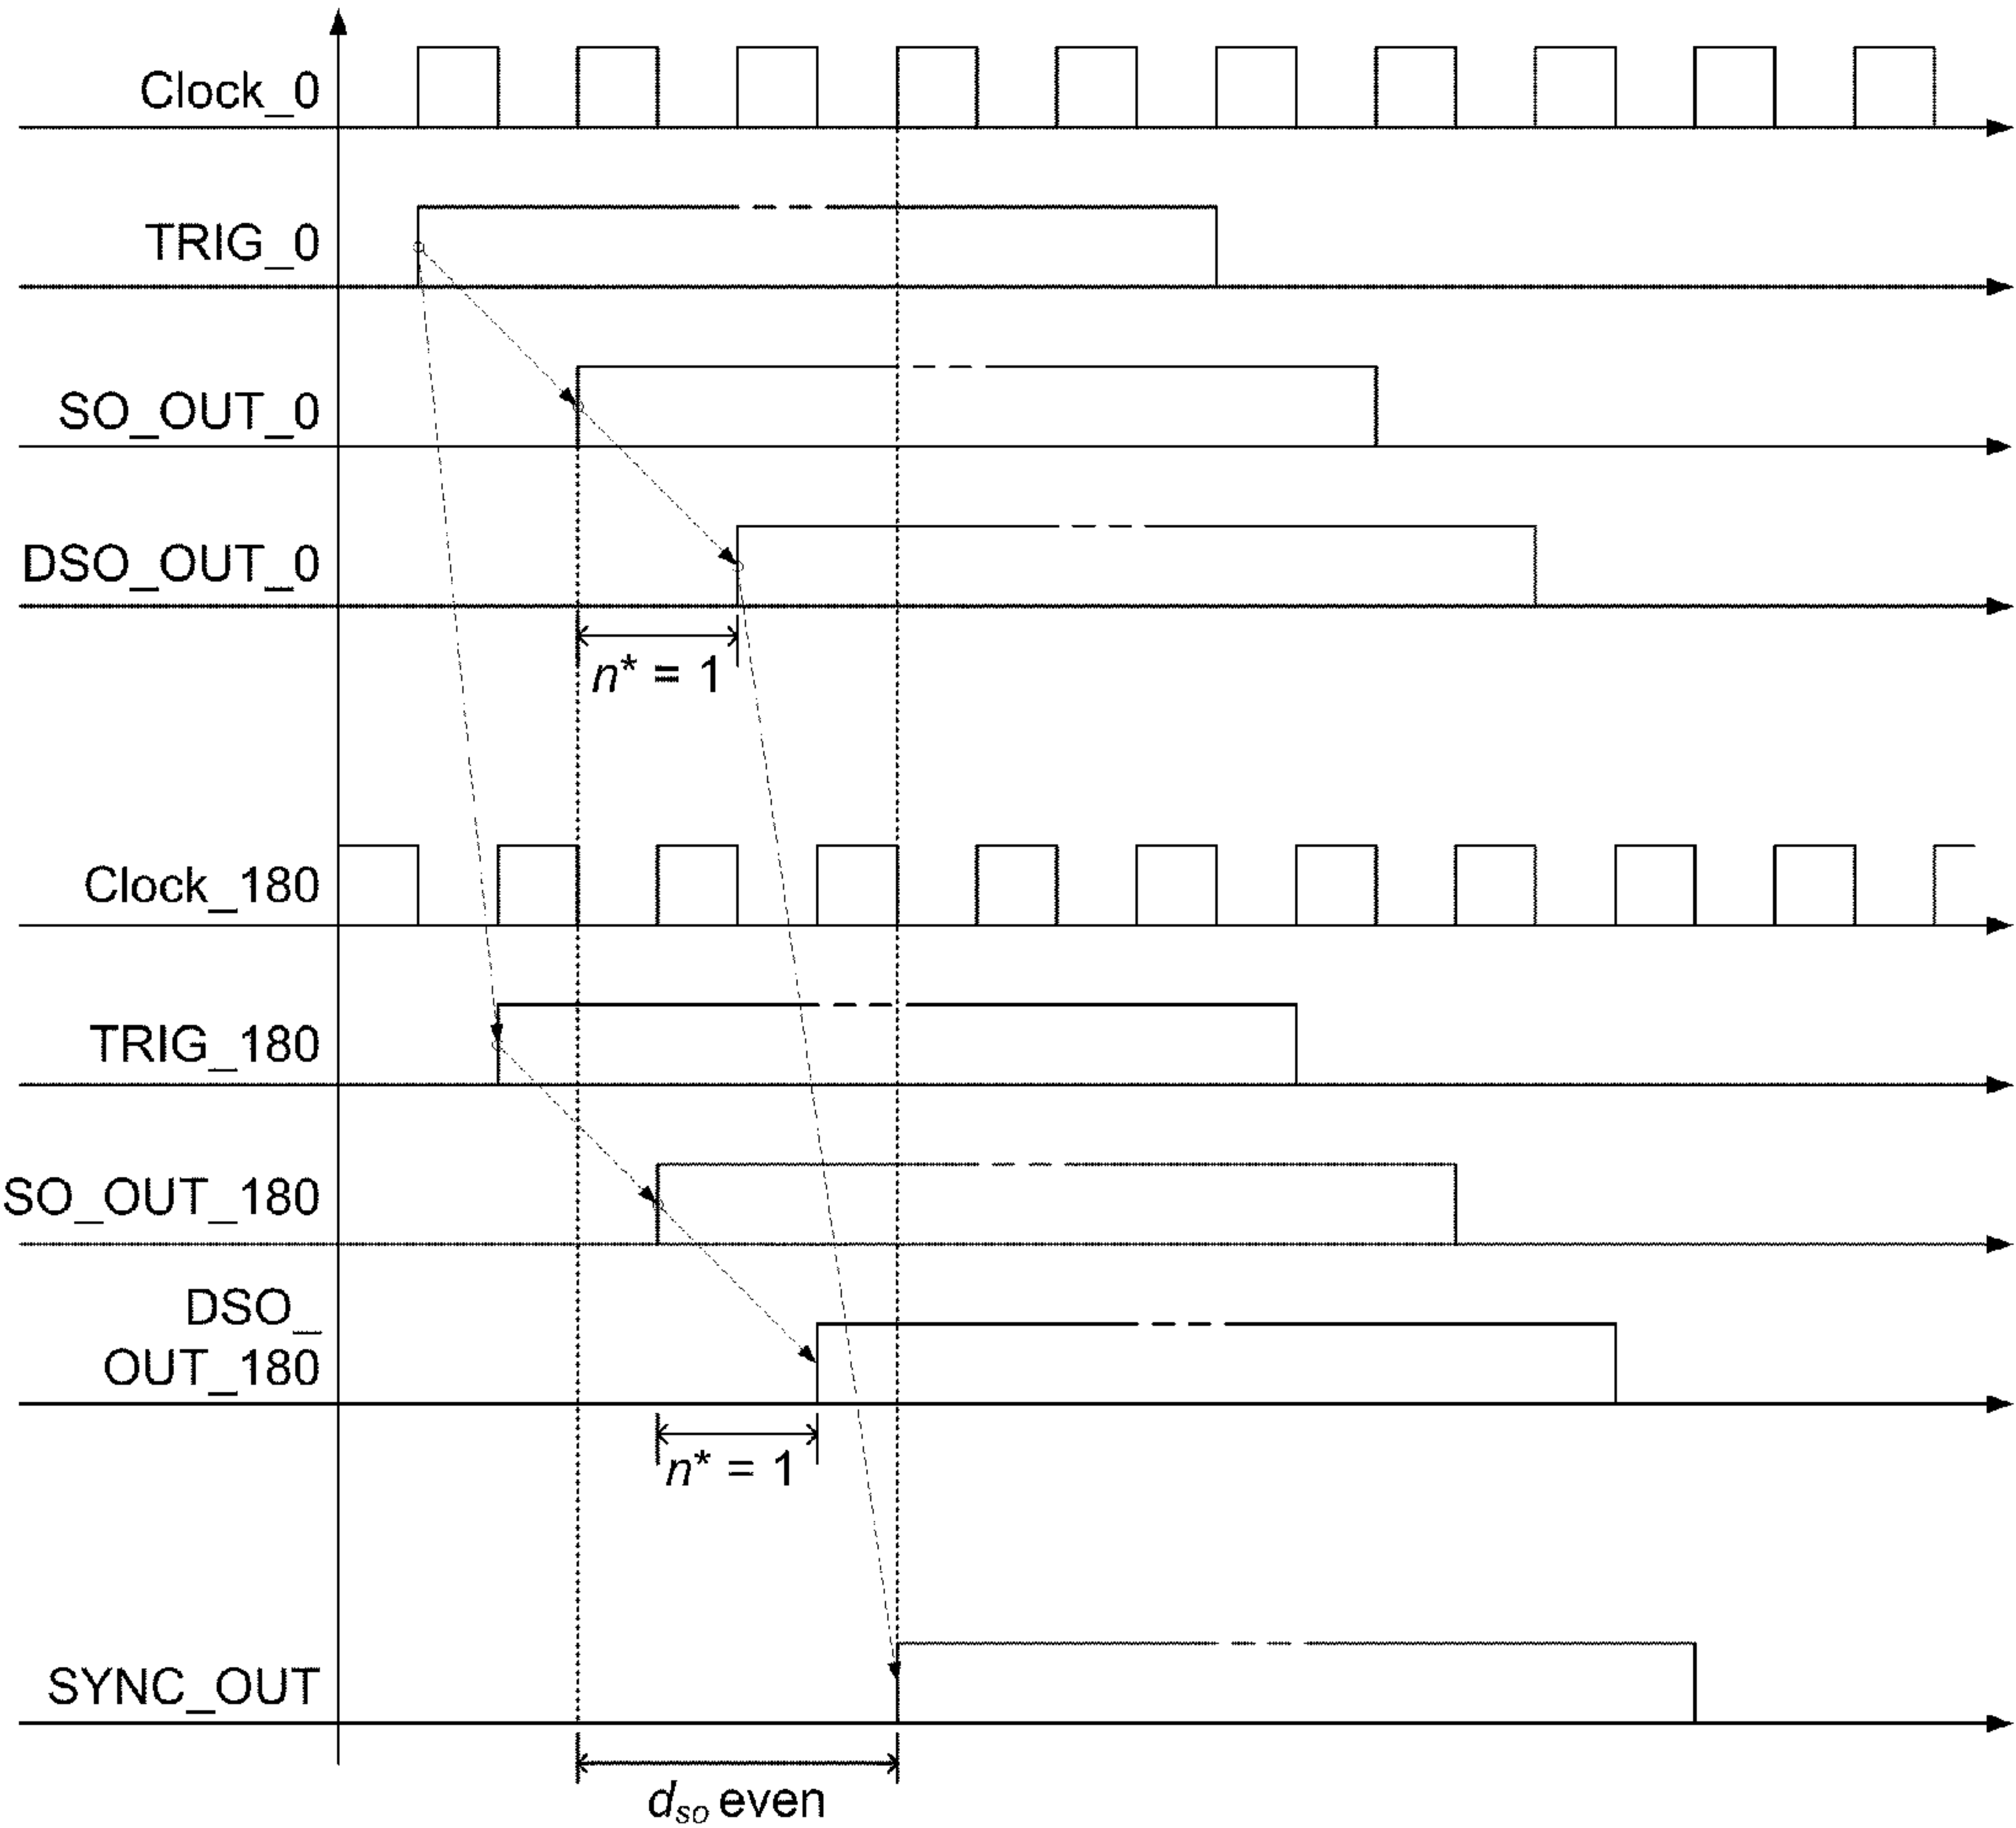 Clock_0
TRIG_0
SO_OUT_0
DSO_OUT_0
n* = 1
Clock_180
TRIG_180
SO_OUT_180
DSO_
OUT_180
n* = 1
SYNC_OUT
dso even